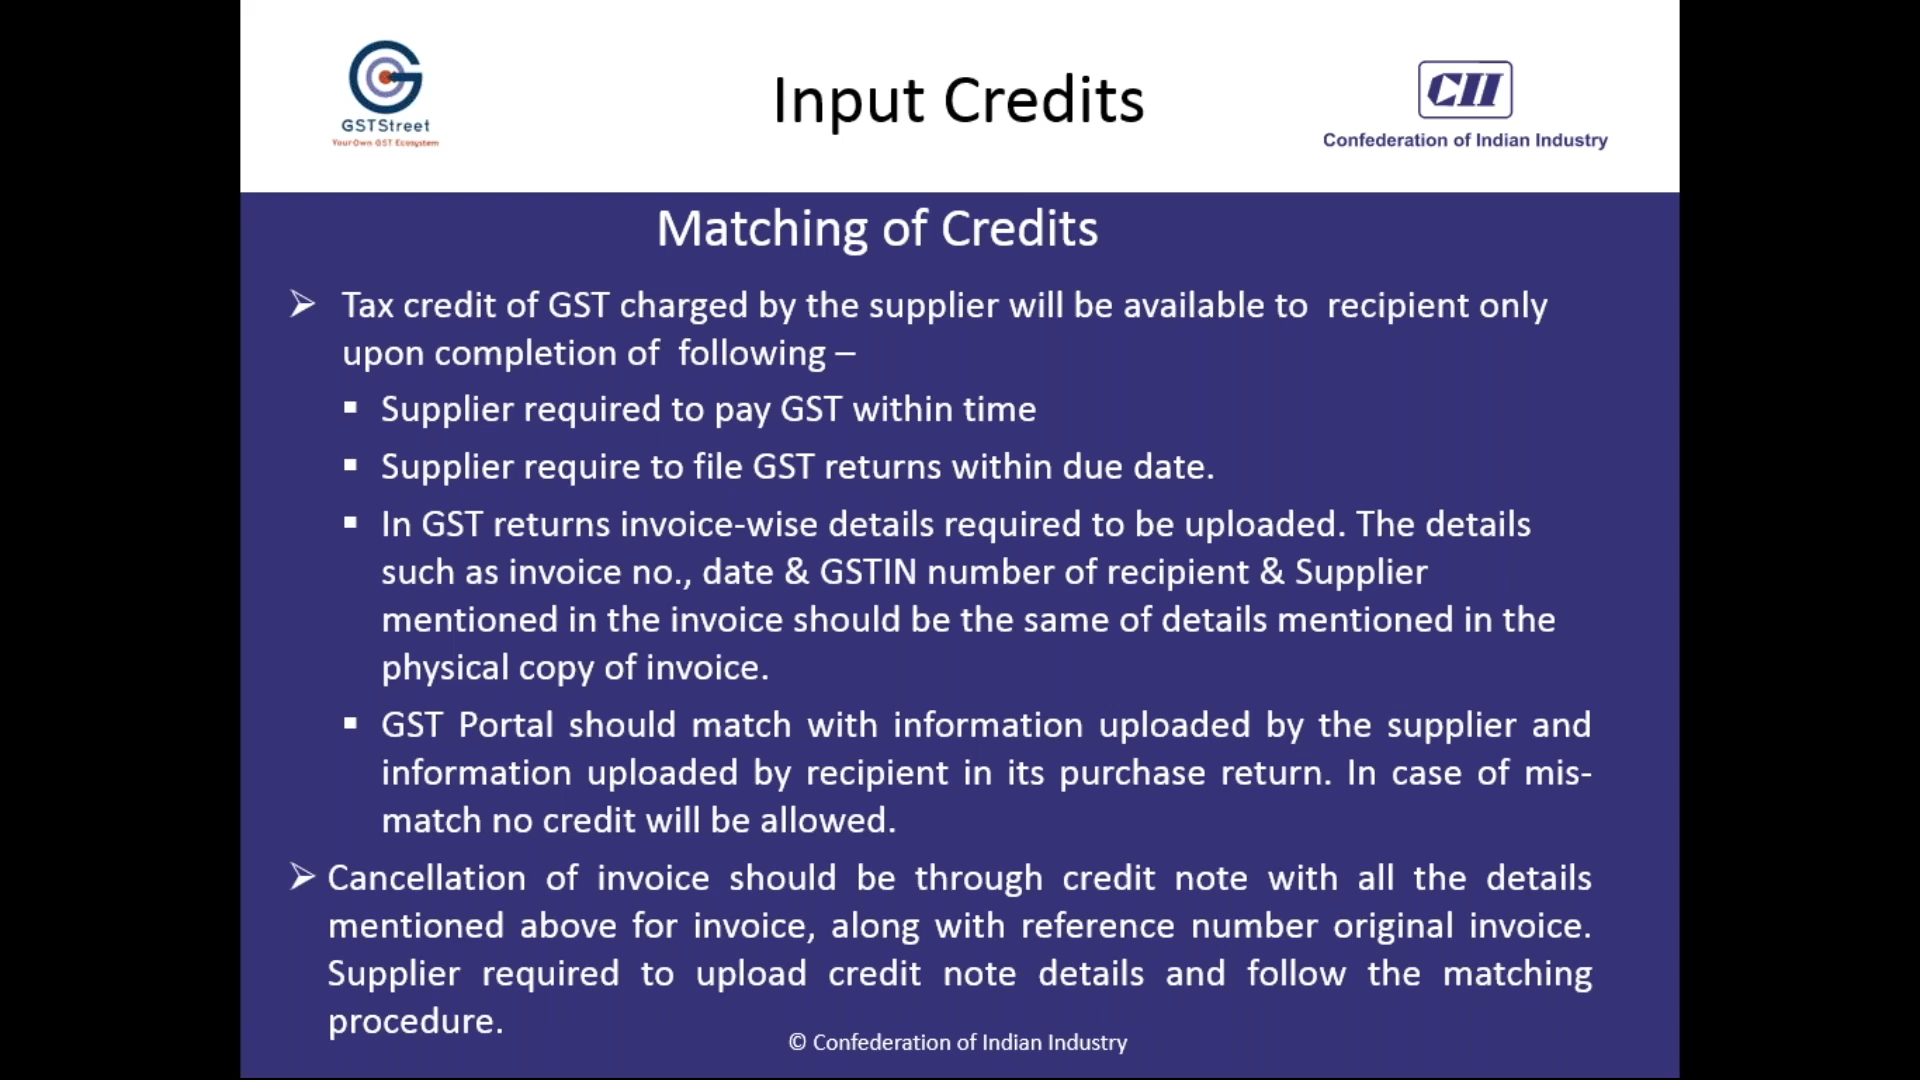 GSTStreet
Your Own GST Ecosystem
Input Credits
CII
Confederation of Indian Industry
Matching of Credits
➢ Tax credit of GST charged by the supplier will be available to recipient only
upon completion of following –
▪ Supplier required to pay GST within time
▪ Supplier require to file GST returns within due date.
▪ In GST returns invoice-wise details required to be uploaded. The details
such as invoice no., date & GSTIN number of recipient & Supplier
mentioned in the invoice should be the same of details mentioned in the
physical copy of invoice.
▪ GST Portal should match with information uploaded by the supplier and
information uploaded by recipient in its purchase return. In case of mis-
match no credit will be allowed.
➢ Cancellation of invoice should be through credit note with all the details
mentioned above for invoice, along with reference number original invoice.
Supplier required to upload credit note details and follow the matching
procedure.
© Confederation of Indian Industry